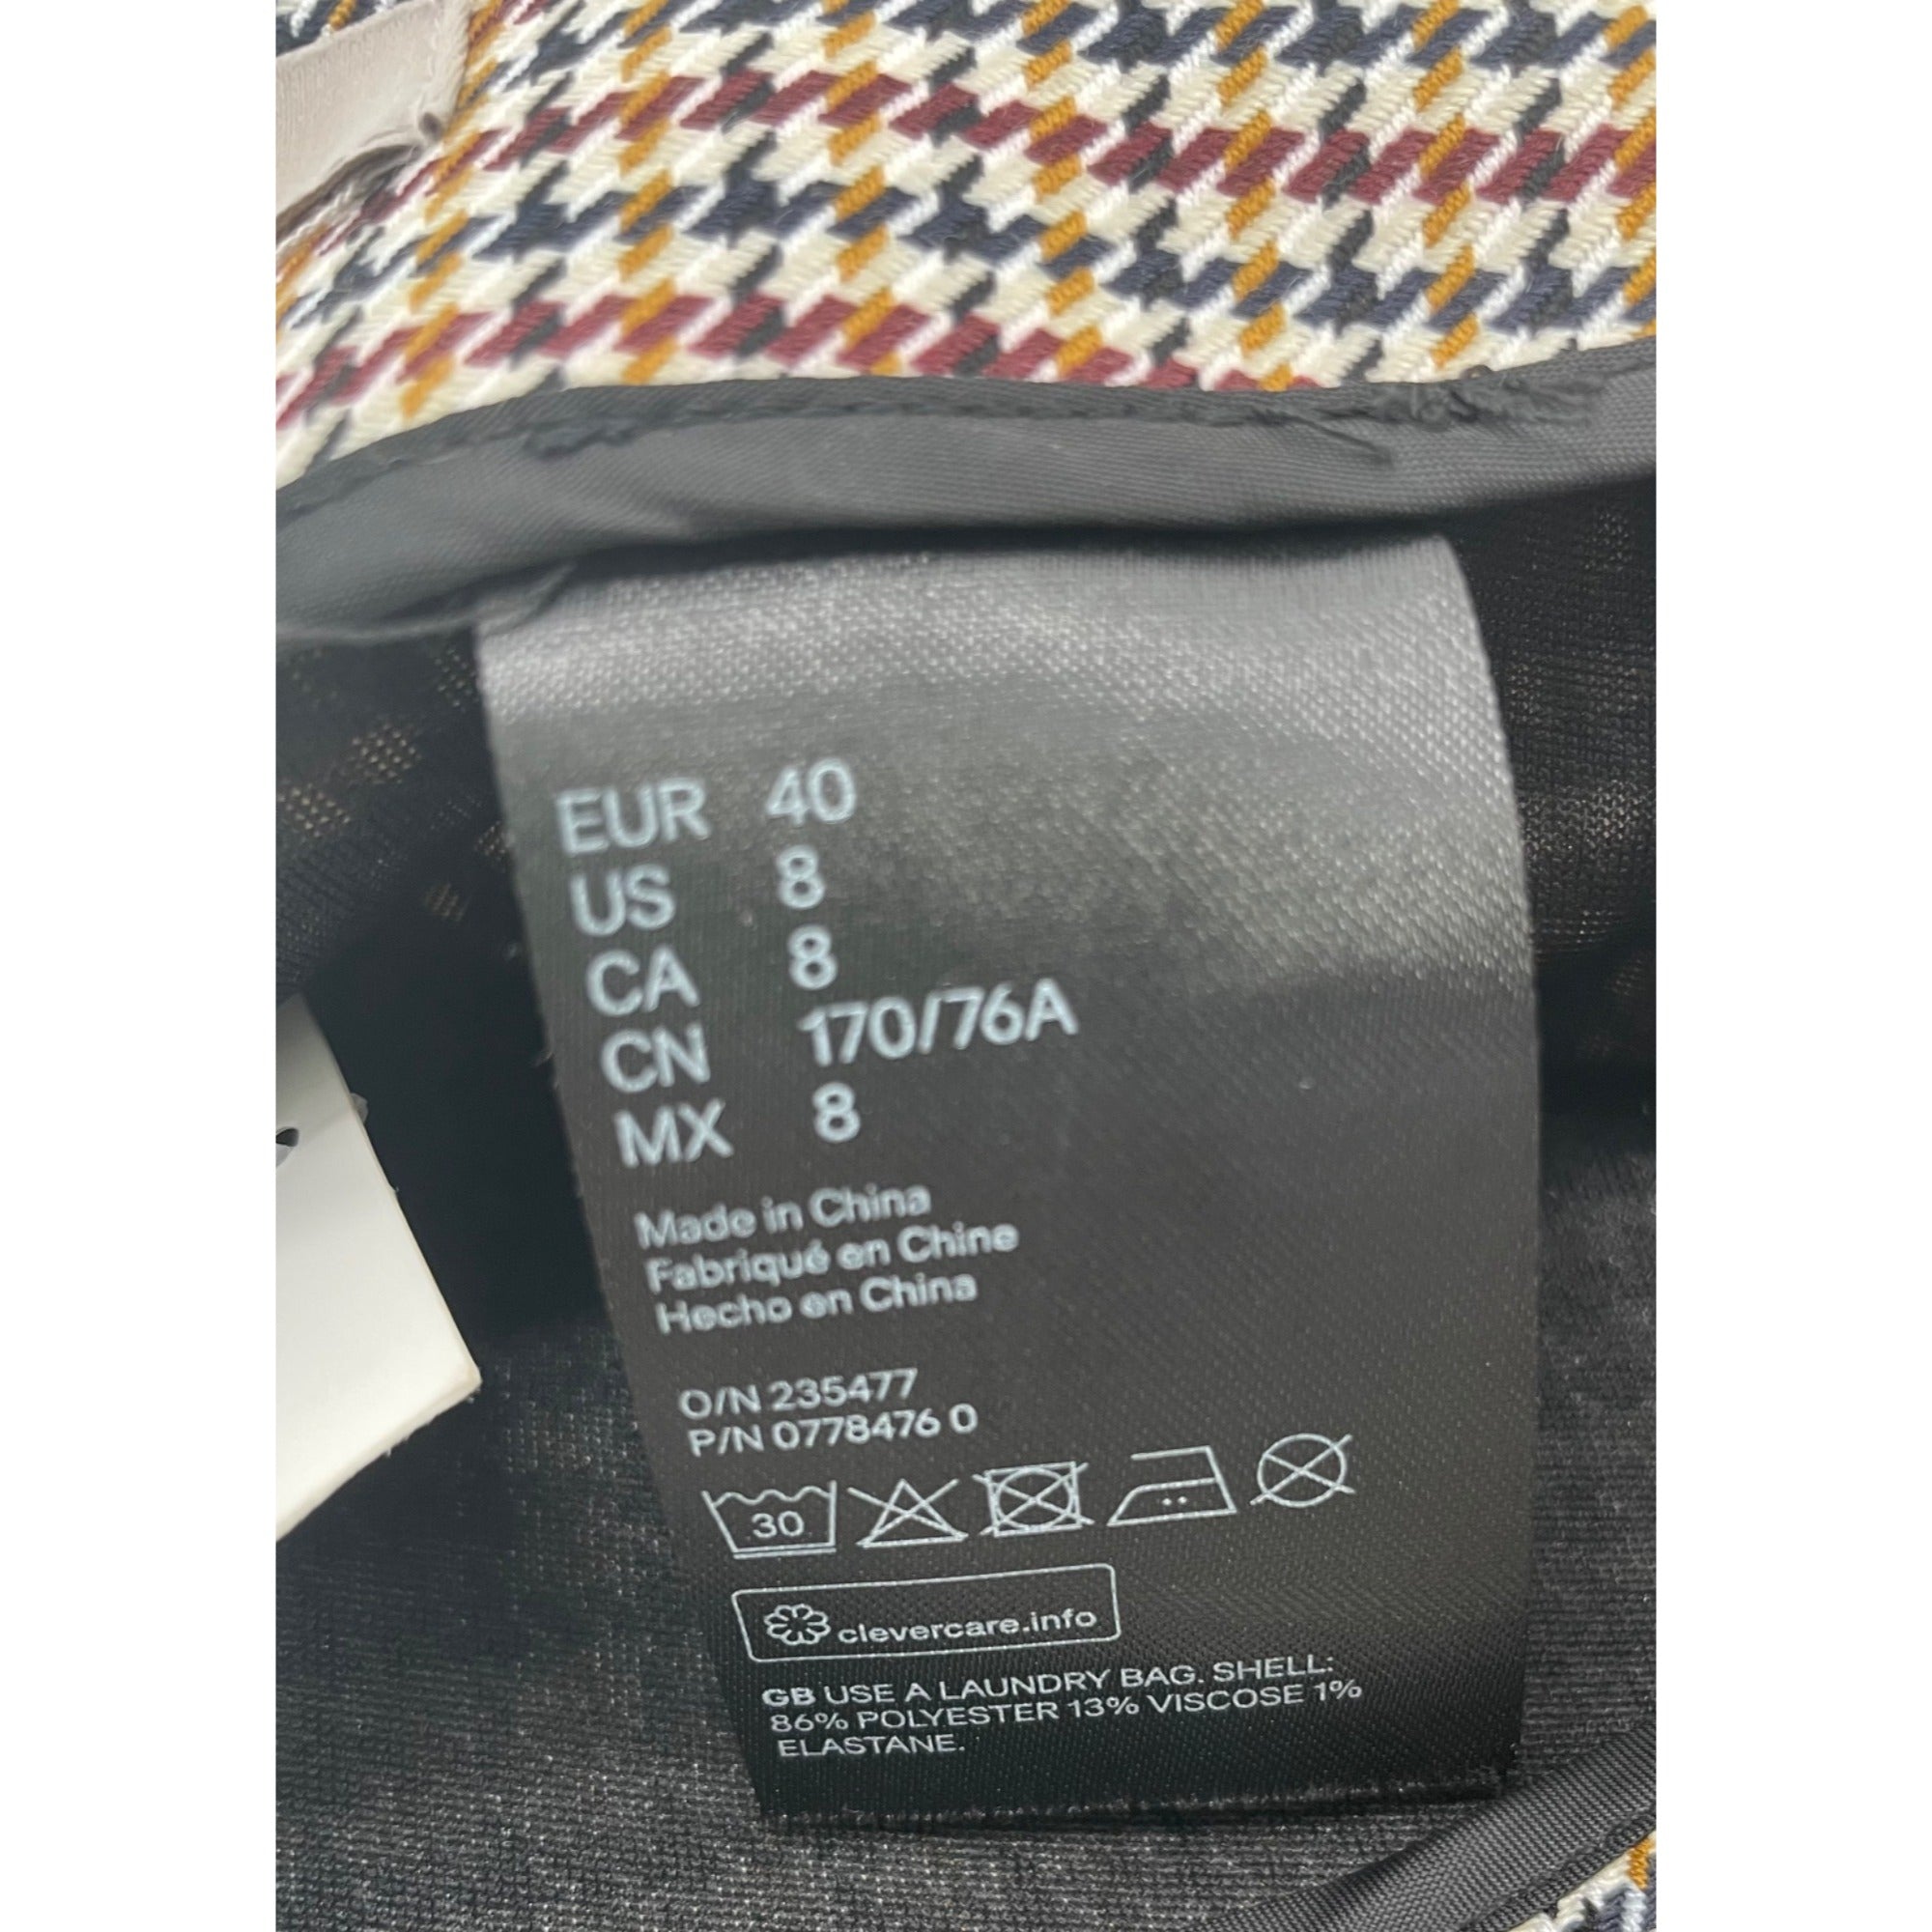 EUR 40
US 8
CA 8
CN 170/76A
MX 8
Made in China
Fabriqué en Chine
Hecho en China
O/N 235477
P/N 0778476 0
30
clevercare.info
GB USE A LAUNDRY BAG. SHELL:
86% POLYESTER 13% VISCOSE 1%
ELASTANE.